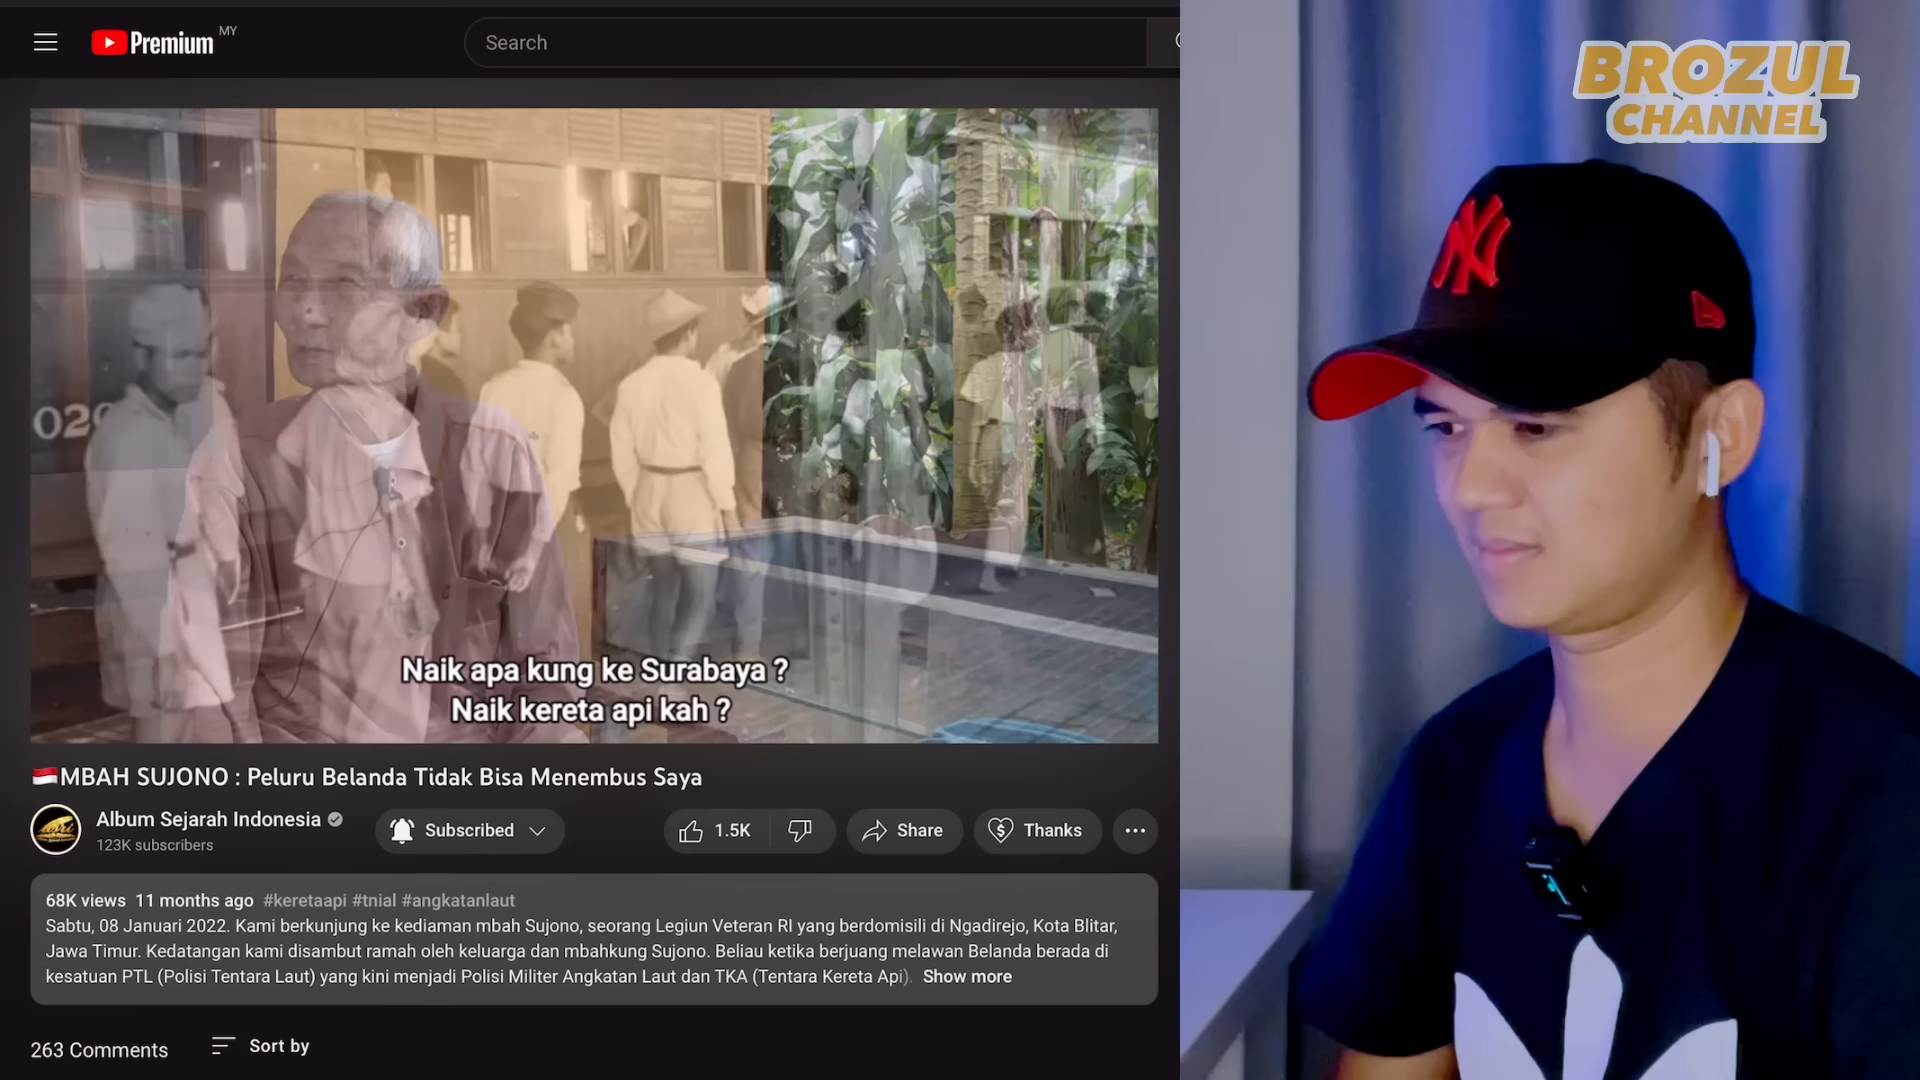 Premium MY
Search
BROZUL
CHANNEL
NY
020
Naik apa kung ke Surabaya ?
Naik kereta api kah ?
MBAH SUJONO : Peluru Belanda Tidak Bisa Menembus Saya
Album Sejarah Indonesia
123K subscribers
Subscribed
1.5K
Share
Thanks
68K views 11 months ago #keretaapi #tnial #angkatanlaut
Sabtu, 08 Januari 2022. Kami berkunjung ke kediaman mbah Sujono, seorang Legiun Veteran RI yang berdomisili di Ngadirejo, Kota Blitar,
Jawa Timur. Kedatangan kami disambut ramah oleh keluarga dan mbahkung Sujono. Beliau ketika berjuang melawan Belanda berada di
kesatuan PTL (Polisi Tentara Laut) yang kini menjadi Polisi Militer Angkatan Laut dan TKA (Tentara Kereta Api). Show more
263 Comments
Sort by